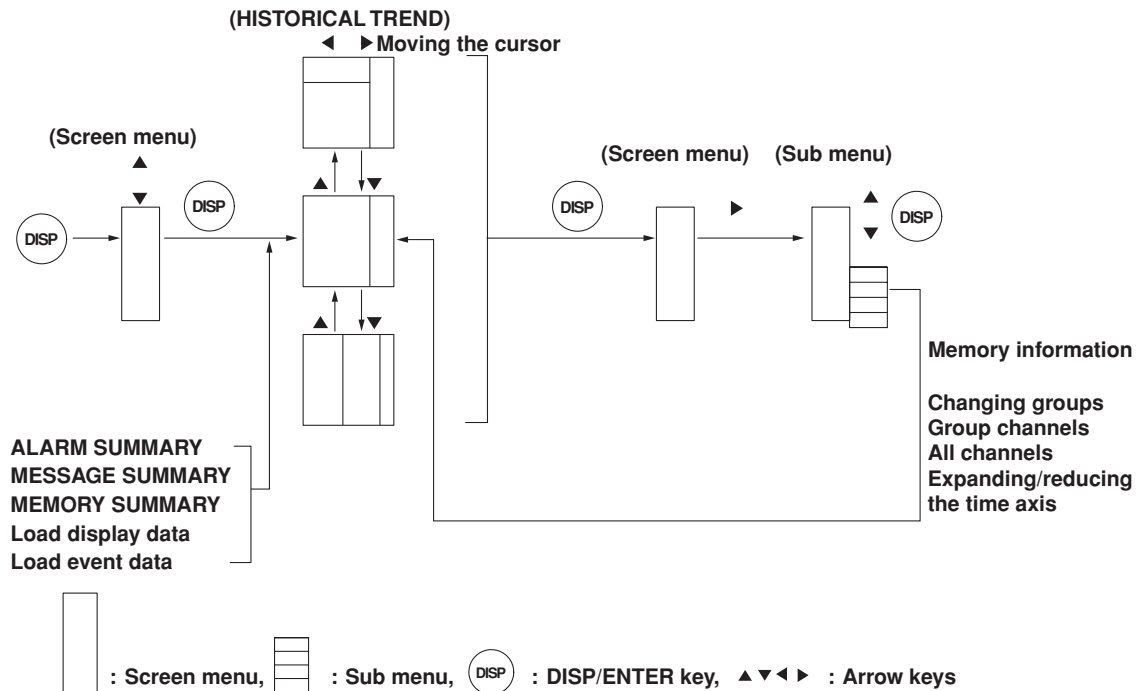 (HISTORICAL TREND)
◀ ▶ Moving the cursor
(Screen menu)
▲
▼
DISP
DISP
▲ ▼
▲ ▼
(Screen menu) (Sub menu)
DISP
▶
▲
▼
DISP
Memory information
Changing groups
Group channels
All channels
Expanding/reducing
the time axis
ALARM SUMMARY
MESSAGE SUMMARY
MEMORY SUMMARY
Load display data
Load event data
: Screen menu, : Sub menu, DISP : DISP/ENTER key, ▲▼◀ ▶ : Arrow keys